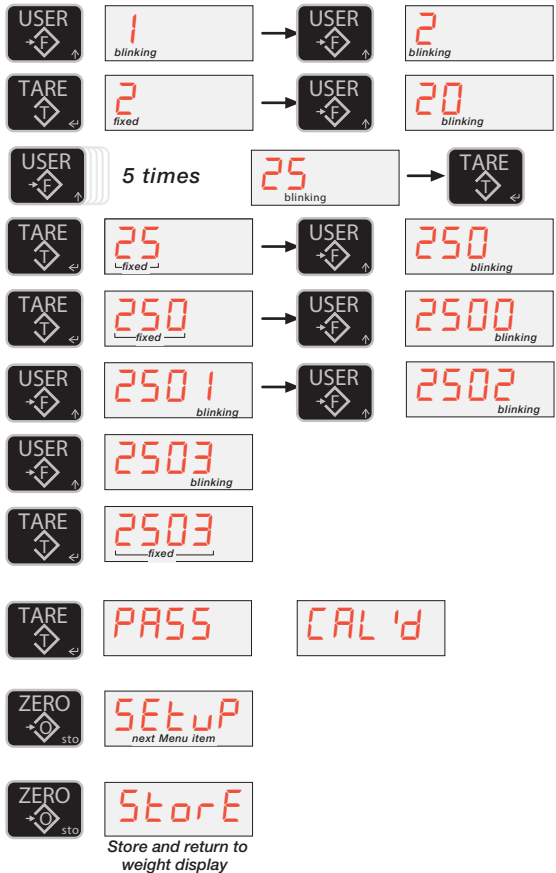 USER F 1 blinking USER F 2 blinking
TARE T 2 fixed USER F 20 blinking
USER F 5 times 25 blinking TARE T
TARE T 25 fixed USER F 250 blinking
TARE T 250 fixed USER F 2500 blinking
USER F 2501 blinking USER F 2502 blinking
USER F 2503 blinking
TARE T 2503 fixed
TARE T PASS CAL 'd
ZERO O sto SEtuP
next Menu item
ZERO O sto StorE
Store and return to
weight display